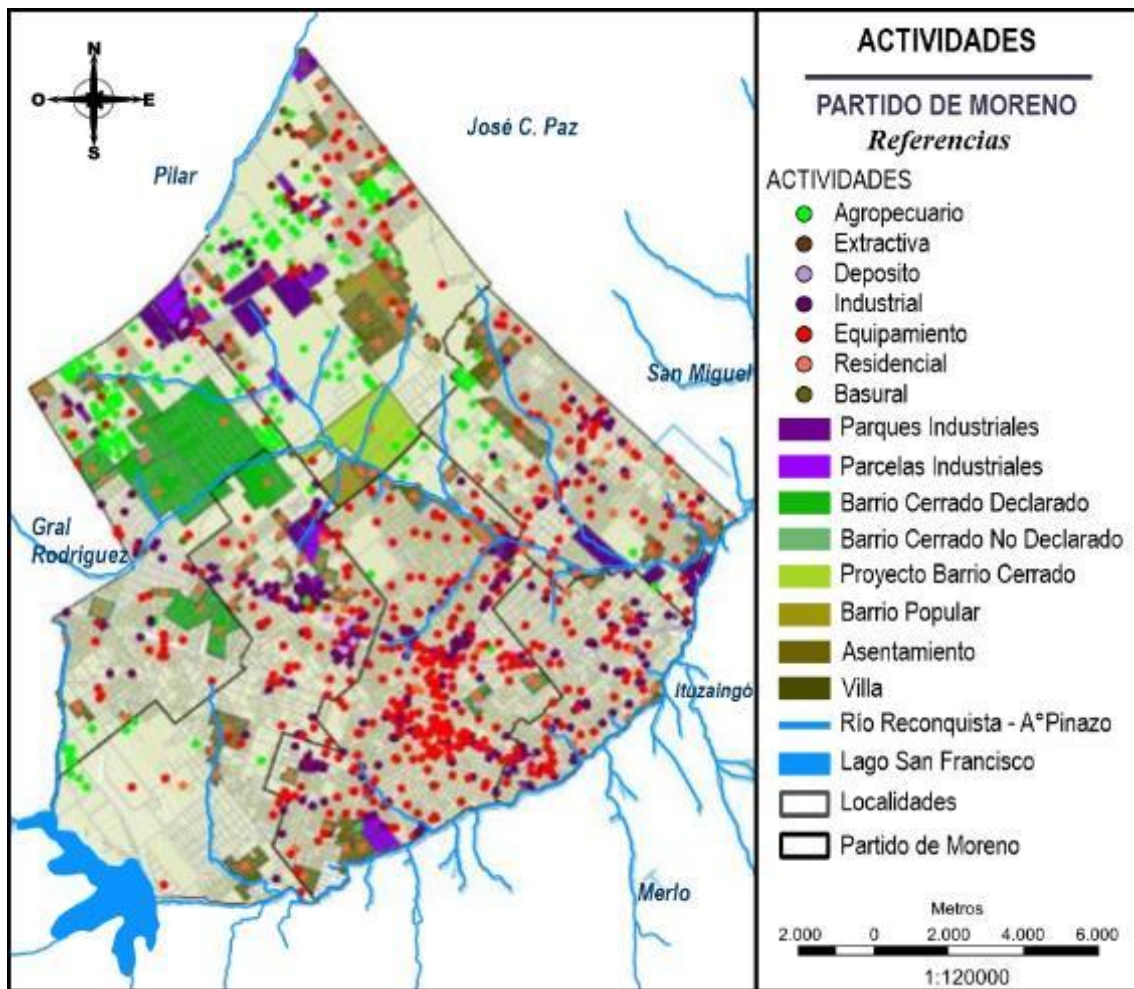 N
O
E
S
José C. Paz
Pilar
San Miguel
Gral
Rodriguez
Ituzaingó
Merlo
ACTIVIDADES
PARTIDO DE MORENO
Referencias
ACTIVIDADES
Agropecuario
Extractiva
Deposito
Industrial
Equipamiento
Residencial
Basural
Parques Industriales
Parcelas Industriales
Barrio Cerrado Declarado
Barrio Cerrado No Declarado
Proyecto Barrio Cerrado
Barrio Popular
Asentamiento
Villa
Río Reconquista - A°Pinazo
Lago San Francisco
Localidades
Partido de Moreno
Metros
2.000 0 2.000 4.000 6.000
1:120000